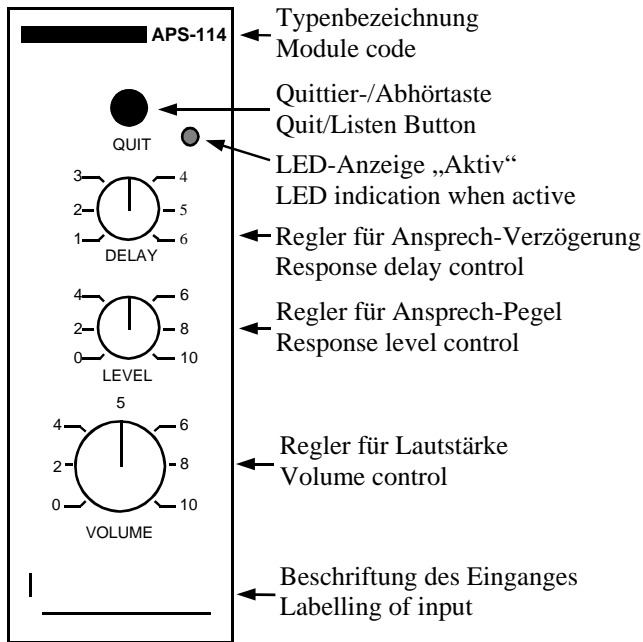 APS-114
Typenbezeichnung
Module code
Quittier-/Abhörtaste
Quit/Listen Button
QUIT
LED-Anzeige „Aktiv“
LED indication when active
3 4
2 5
1 6
DELAY
Regler für Ansprech-Verzögerung
Response delay control
4 6
2 8
0 10
LEVEL
Regler für Ansprech-Pegel
Response level control
5
4 6
2 8
0 10
VOLUME
Regler für Lautstärke
Volume control
Beschriftung des Einganges
Labelling of input